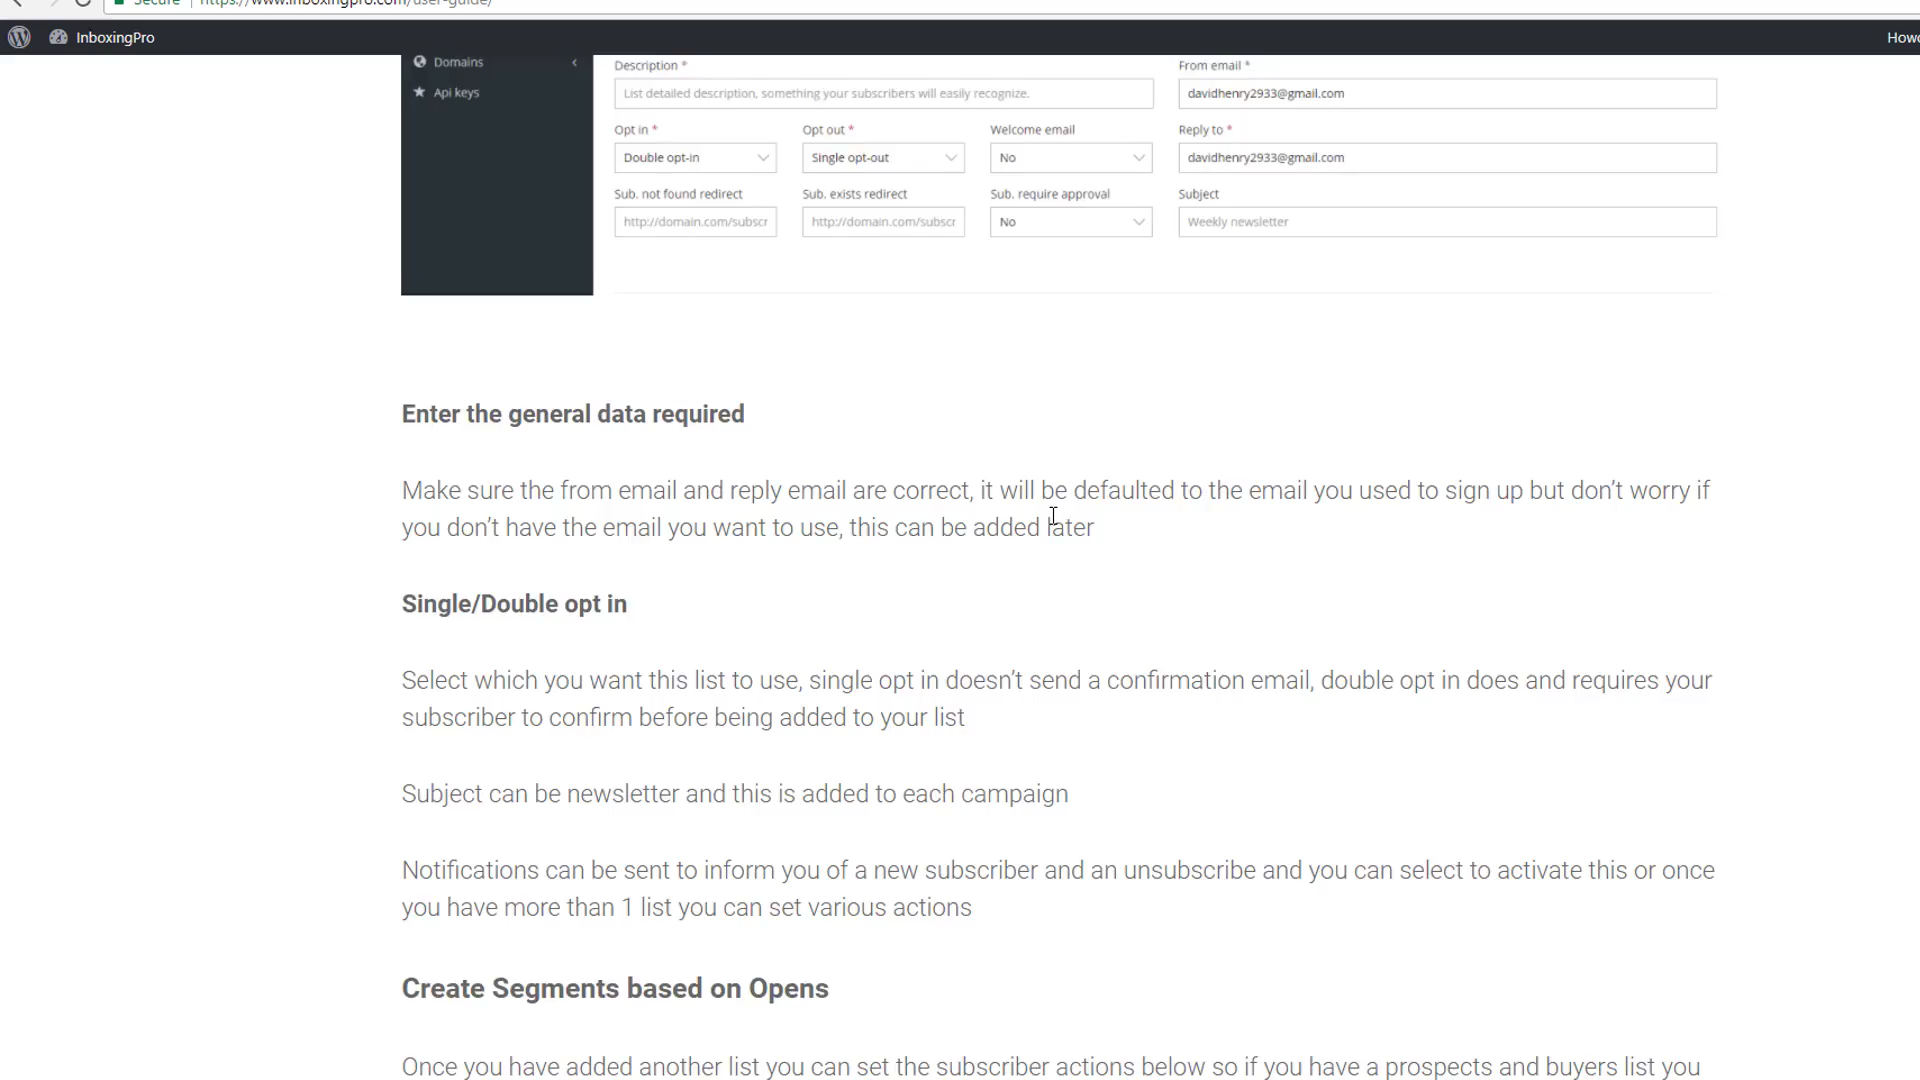 Secure https://www.inboxingpro.com/user-guide/
InboxingPro
Domains
Api keys
Description *
From email *
List detailed description, something your subscribers will easily recognize.
davidhenry2933@gmail.com
Opt in *
Opt out *
Welcome email
Reply to *
Double opt-in
Single opt-out
No
davidhenry2933@gmail.com
Sub. not found redirect
Sub. exists redirect
Sub. require approval
Subject
http://domain.com/subscr
http://domain.com/subscr
No
Weekly newsletter
Enter the general data required
Make sure the from email and reply email are correct, it will be defaulted to the email you used to sign up but don’t worry if
you don’t have the email you want to use, this can be added later
Single/Double opt in
Select which you want this list to use, single opt in doesn’t send a confirmation email, double opt in does and requires your
subscriber to confirm before being added to your list
Subject can be newsletter and this is added to each campaign
Notifications can be sent to inform you of a new subscriber and an unsubscribe and you can select to activate this or once
you have more than 1 list you can set various actions
Create Segments based on Opens
Once you have added another list you can set the subscriber actions below so if you have a prospects and buyers list you